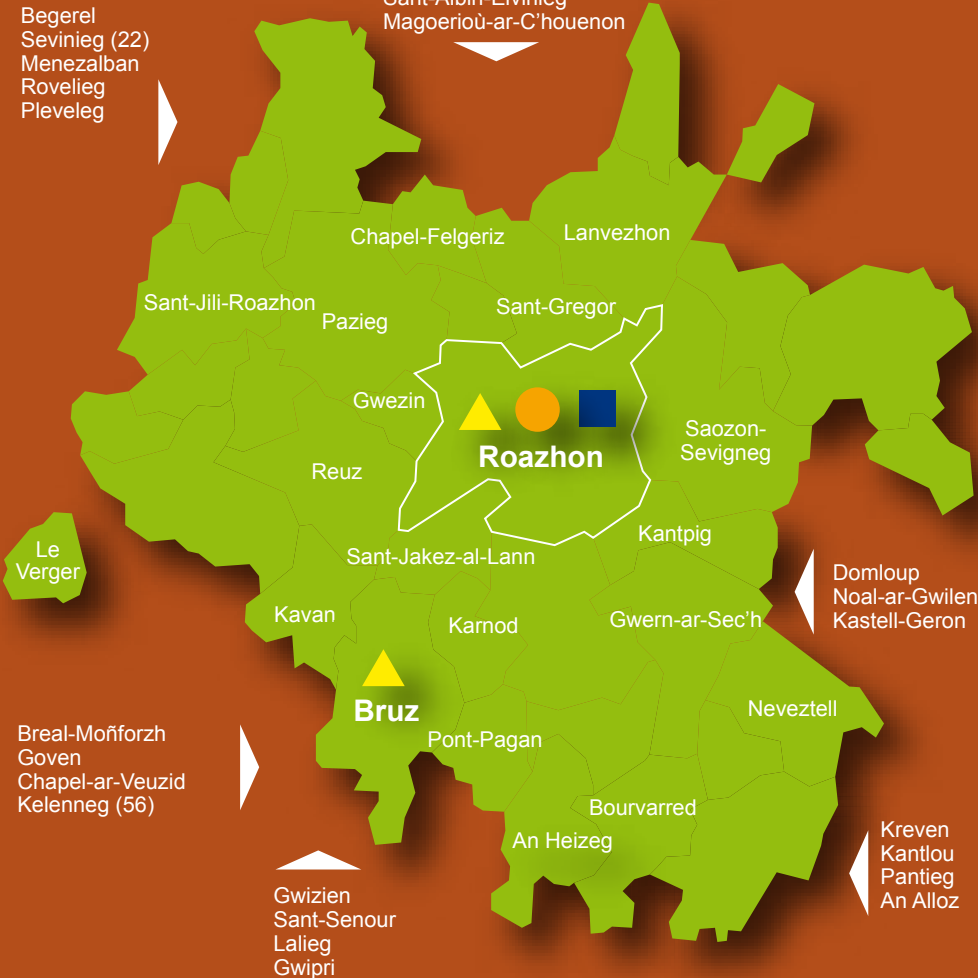 Begerel
Sevinieg (22)
Menezalban
Rovelieg
Pleveleg
Sant-Albin-Elvinieg
Magoerioù-ar-C’houenon
Chapel-Felgeriz
Lanvezhon
Sant-Jili-Roazhon
Pazieg
Sant-Gregor
Gwezin
Roazhon
Saozon-
Sevigneg
Reuz
Kantpig
Sant-Jakez-al-Lann
Le
Verger
Domloup
Noal-ar-Gwilen
Kastell-Geron
Kavan
Karnod
Gwern-ar-Sec’h
Bruz
Neveztell
Breal-Moñforzh
Goven
Chapel-ar-Veuzid
Kelenneg (56)
Pont-Pagan
Bourvarred
An Heizeg
Kreven
Kantlou
Pantieg
An Alloz
Gwizien
Sant-Senour
Lalieg
Gwipri